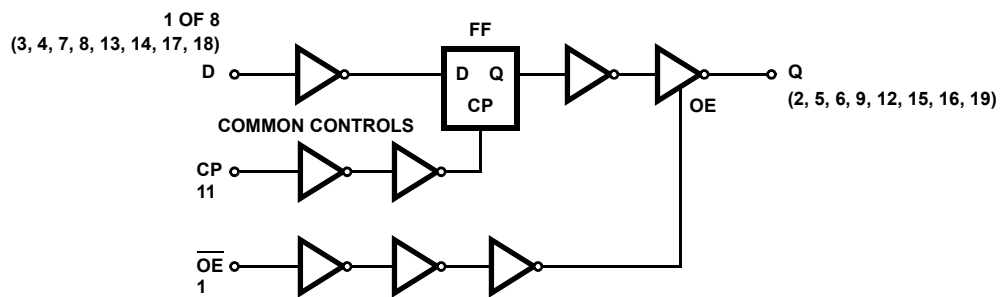 1 OF 8
(3, 4, 7, 8, 13, 14, 17, 18)
FF
D
D Q
CP
Q
OE
(2, 5, 6, 9, 12, 15, 16, 19)
COMMON CONTROLS
CP
11
OE
1